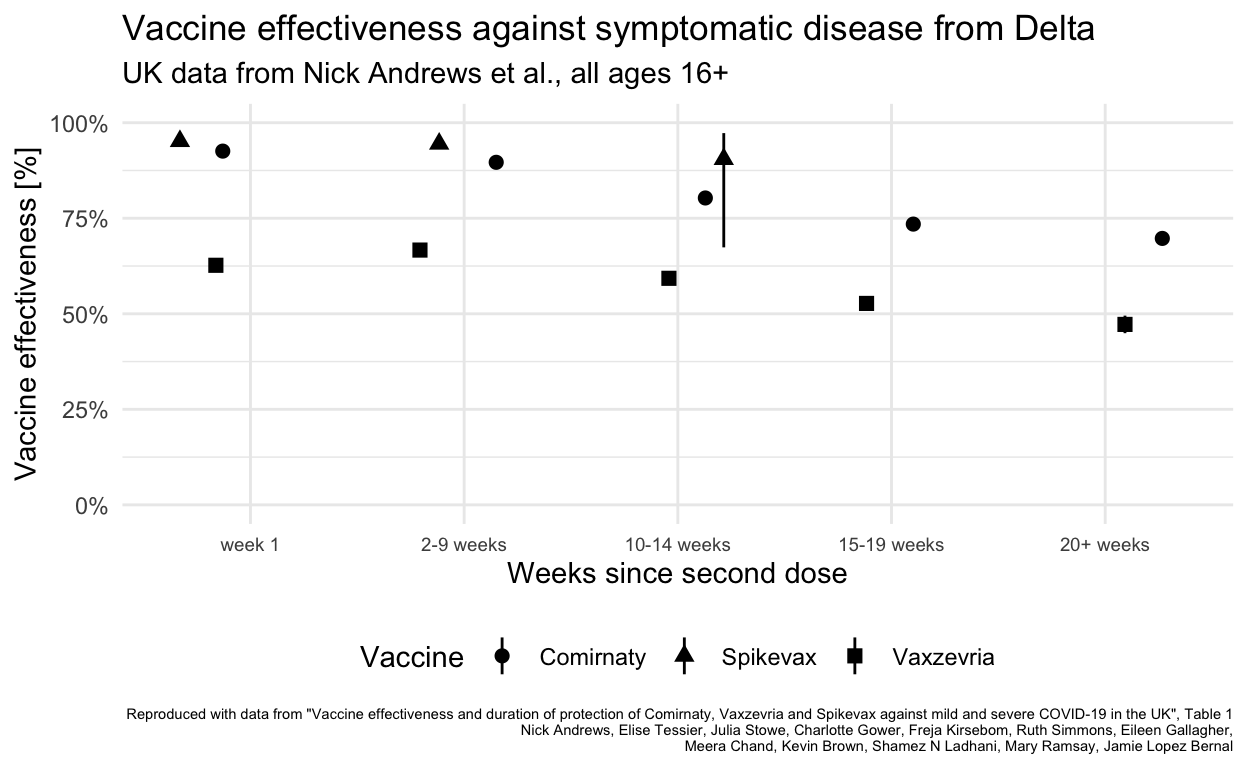 Vaccine effectiveness against symptomatic disease from Delta
UK data from Nick Andrews et al., all ages 16+
100%
75%
50%
25%
0%
Vaccine effectiveness [%]
week 1
2-9 weeks
10-14 weeks
15-19 weeks
20+ weeks
Weeks since second dose
Vaccine
Comirnaty
Spikevax
Vaxzevria
Reproduced with data from "Vaccine effectiveness and duration of protection of Comirnaty, Vaxzevria and Spikevax against mild and severe COVID-19 in the UK", Table 1
Nick Andrews, Elise Tessier, Julia Stowe, Charlotte Gower, Freja Kirsebom, Ruth Simmons, Eileen Gallagher,
Meera Chand, Kevin Brown, Shamez N Ladhani, Mary Ramsay, Jamie Lopez Bernal